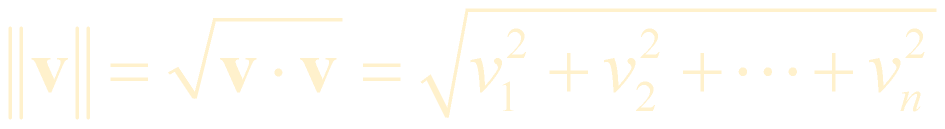 ‖v‖ = √(v · v) = √(v₁² + v₂² + ⋯ + vₙ²)